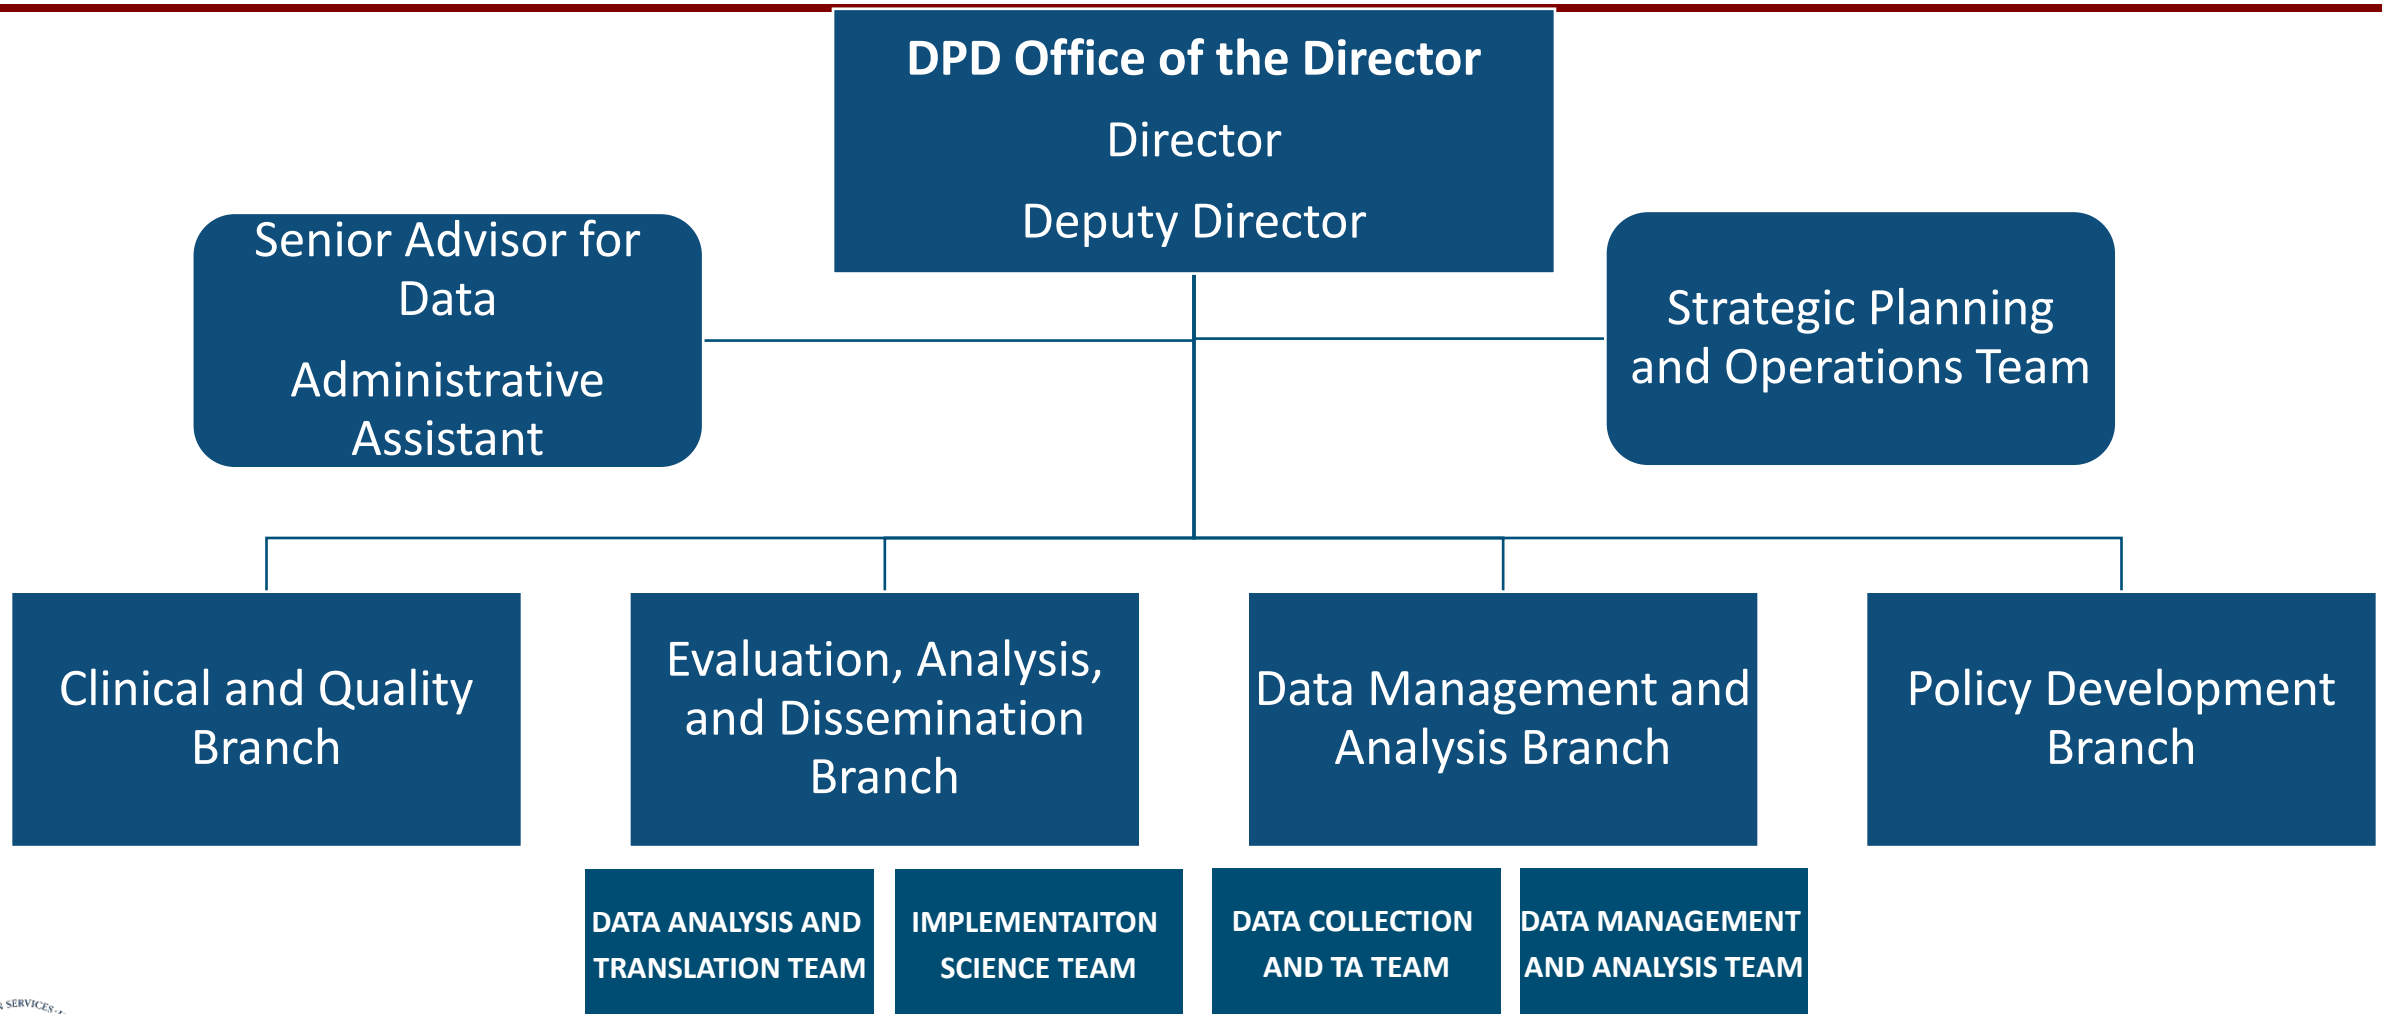 DPD Office of the Director
Director
Deputy Director
Senior Advisor for
Data
Administrative
Assistant
Strategic Planning
and Operations Team
Clinical and Quality
Branch
Evaluation, Analysis,
and Dissemination
Branch
Data Management and
Analysis Branch
Policy Development
Branch
DATA ANALYSIS AND
TRANSLATION TEAM
IMPLEMENTAITON
SCIENCE TEAM
DATA COLLECTION
AND TA TEAM
DATA MANAGEMENT
AND ANALYSIS TEAM
SERVICES